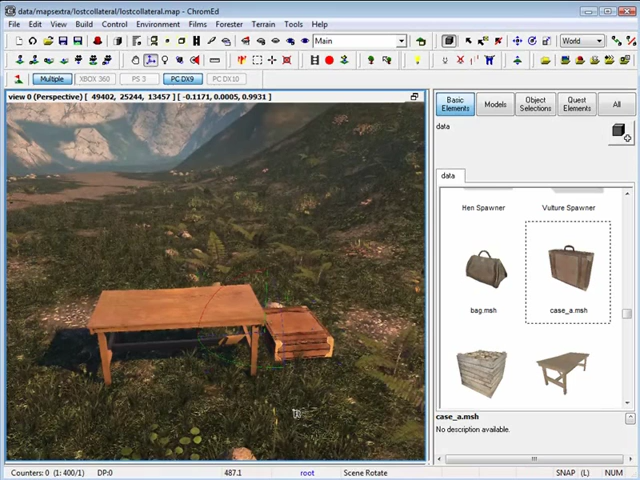 data/mapsextra/lostcollateral/lostcollateral.map - ChromEd
File Edit View Build Control Environment Films Forester Terrain Tools Help
Main
World
Multiple XBOX 360 PS 3 PC DX9 PC DX10
view 0 (Perspective) [ 49402, 25244, 13457] [ -0.1171, 0.0005, 0.9931]
Basic Elements
Models
Object Selections
Quest Elements
All
data
data
Hen Spawner
Vulture Spawner
bag.msh
case_a.msh
case_a.msh
No description available.
Counters: 0 (1: 400/1)
DP:0
487.1
root
Scene Rotate
SNAP
(L)
NUM